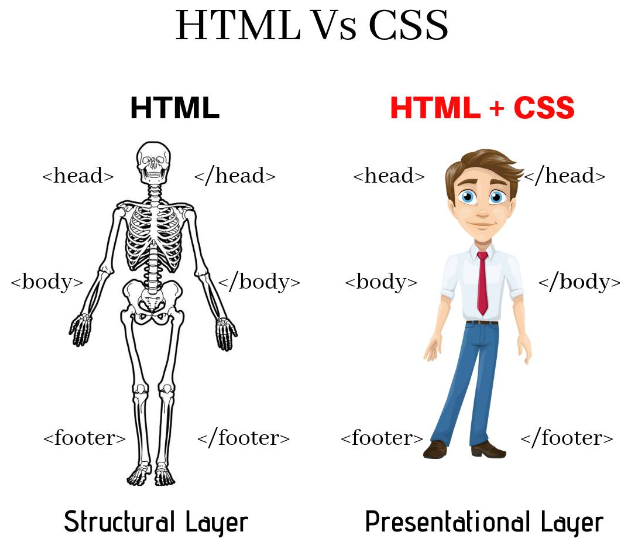 HTML Vs CSS
HTML
HTML + CSS
<head> </head>
<head> </head>
<body> </body>
<body> </body>
<footer> </footer>
<footer> </footer>
Structural Layer
Presentational Layer